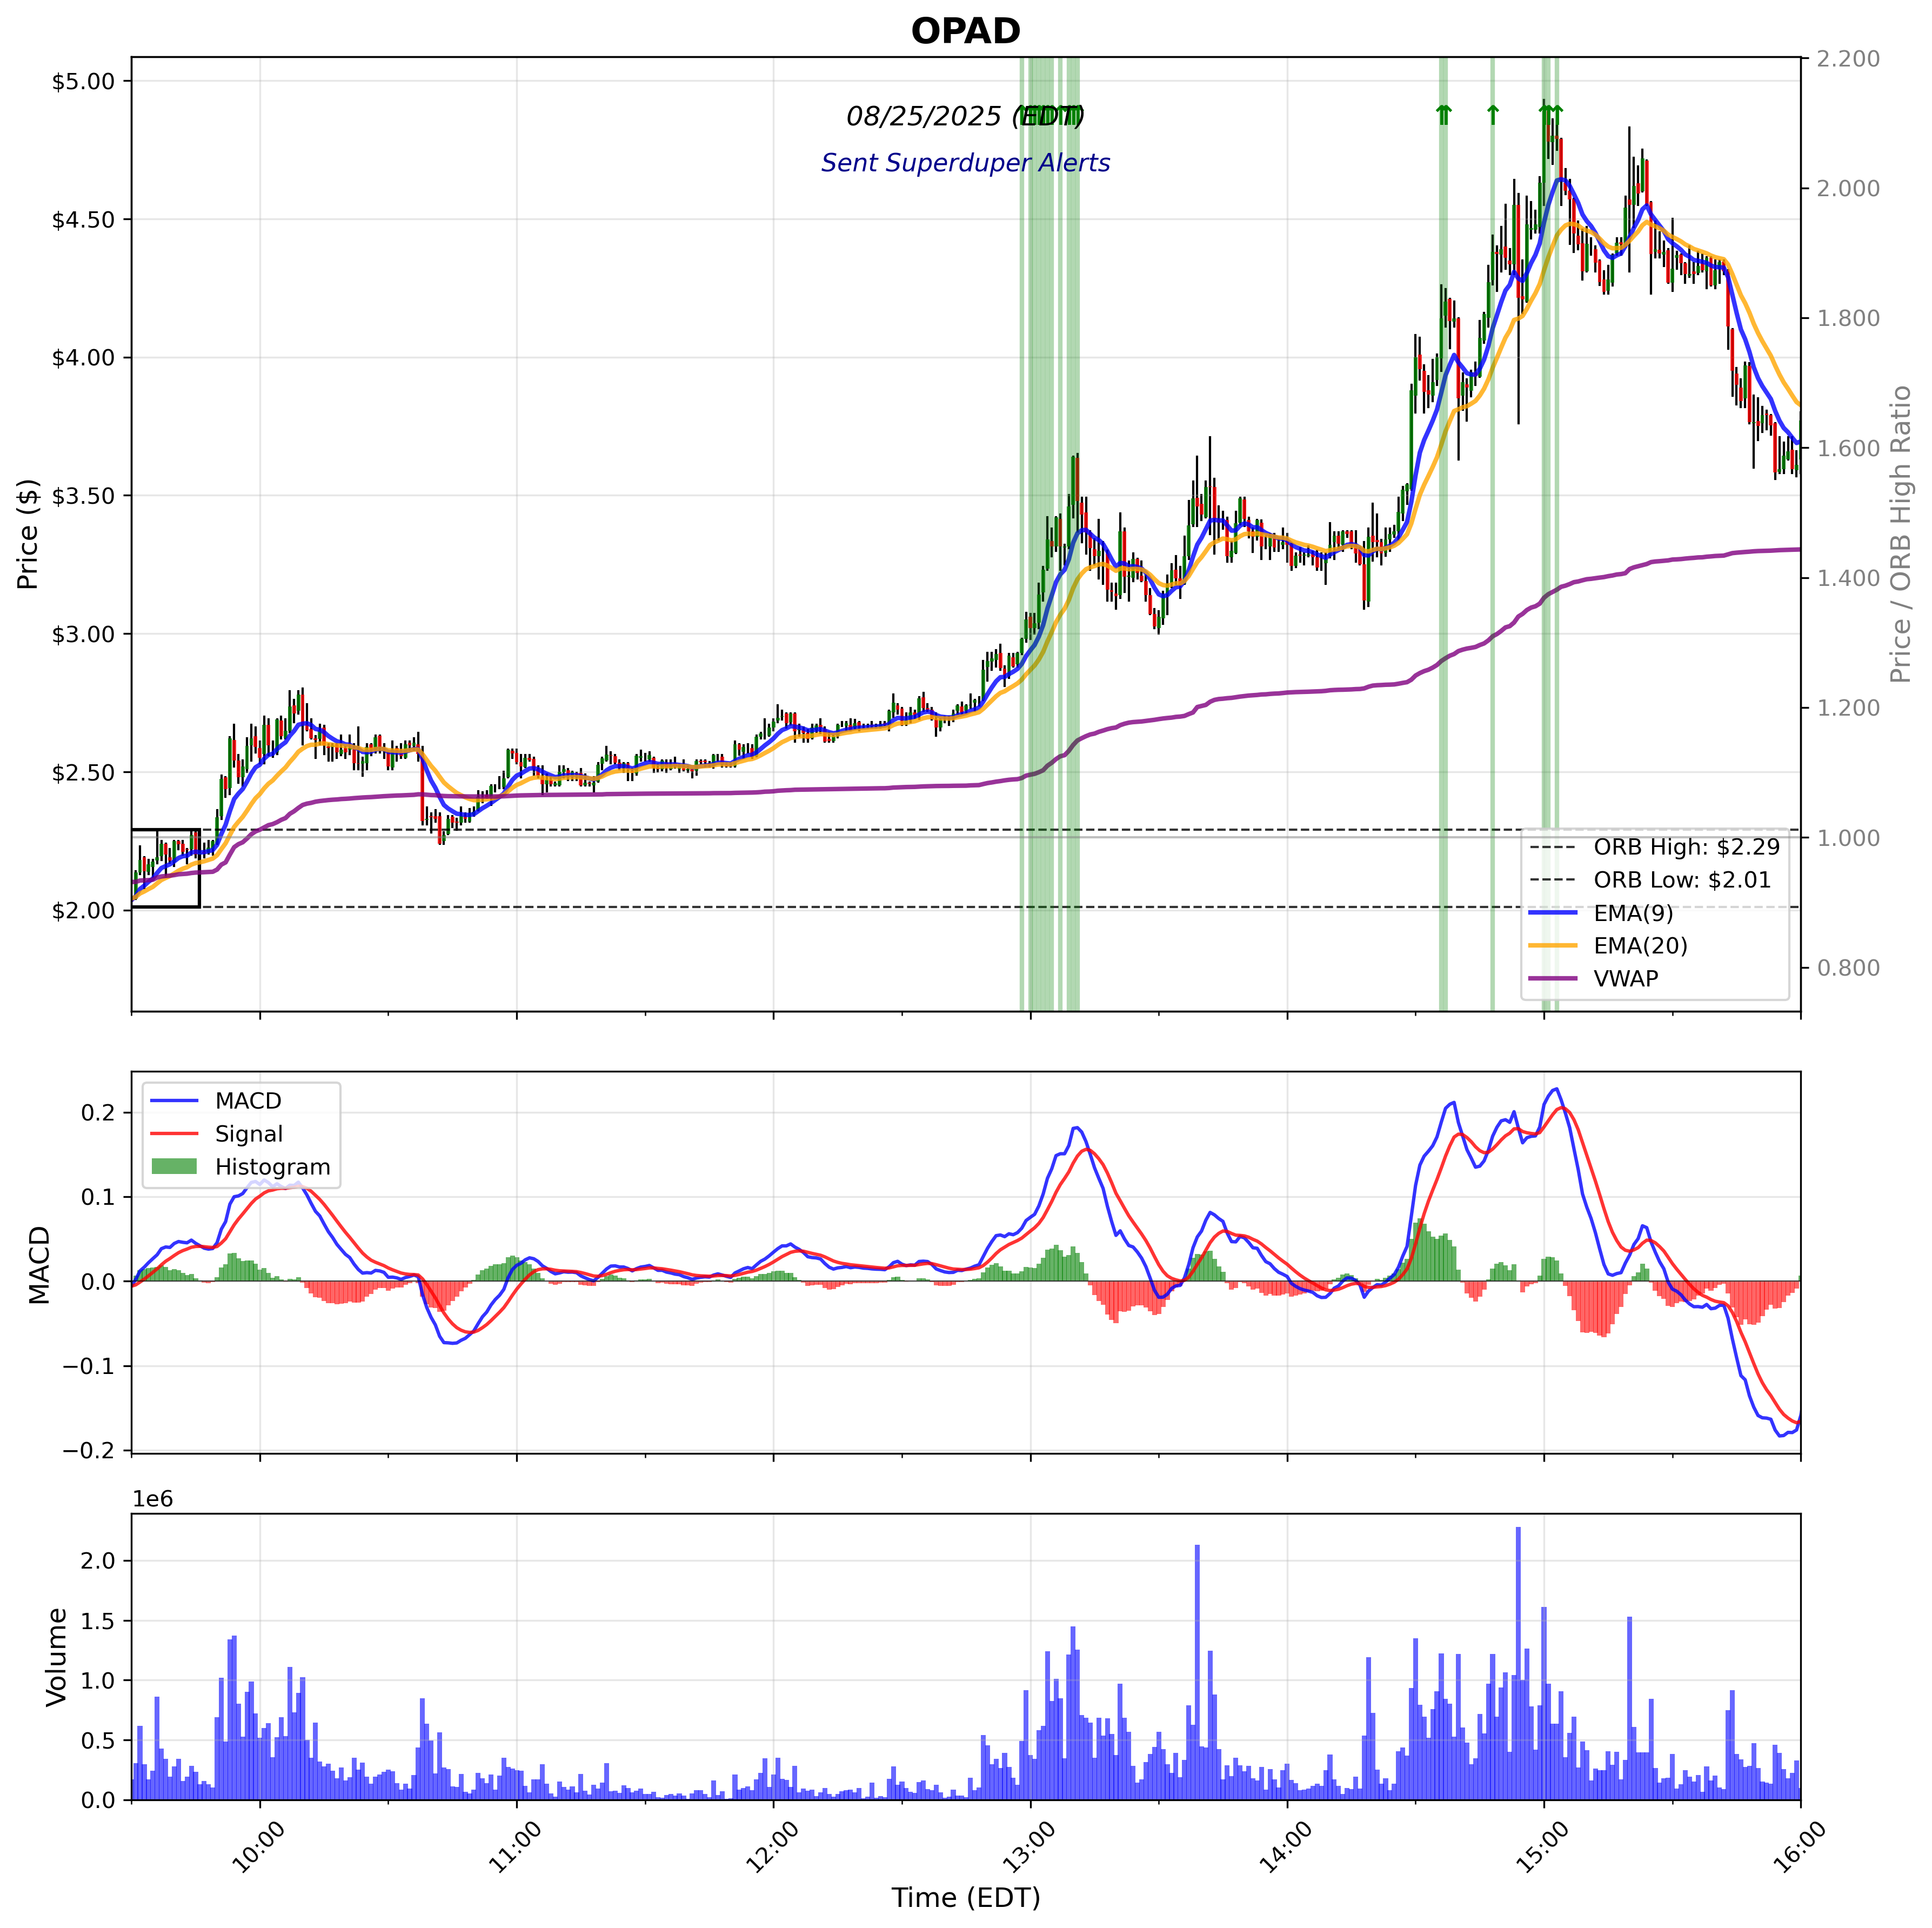 OPAD
08/25/2025 (EDT)
Sent Superduper Alerts
Price ($)
$5.00
$4.50
$4.00
$3.50
$3.00
$2.50
$2.00
Price / ORB High Ratio
2.200
2.000
1.800
1.600
1.400
1.200
1.000
0.800
ORB High: $2.29
ORB Low: $2.01
EMA(9)
EMA(20)
VWAP
MACD
0.2
0.1
0.0
−0.1
−0.2
MACD
Signal
Histogram
1e6
Volume
2.0
1.5
1.0
0.5
0.0
10:00
11:00
12:00
13:00
14:00
15:00
16:00
Time (EDT)